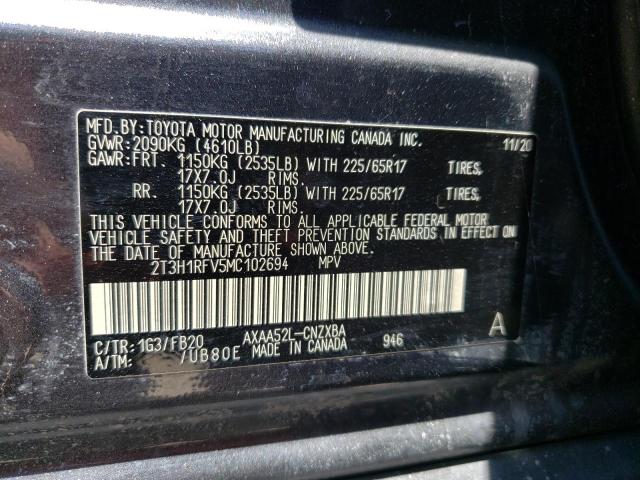 MFD.BY:TOYOTA MOTOR MANUFACTURING CANADA INC.
GVWR:2090KG (4610LB) 11/20
GAWR:FRT. 1150KG (2535LB) WITH 225/65R17 TIRES,
17X7.0J RIMS.
RR. 1150KG (2535LB) WITH 225/65R17 TIRES,
17X7.0J RIMS.
THIS VEHICLE CONFORMS TO ALL APPLICABLE FEDERAL MOTOR
VEHICLE SAFETY AND THEFT PREVENTION STANDARDS IN EFFECT ON
THE DATE OF MANUFACTURE SHOWN ABOVE.
2T3H1RFV5MC102694 MPV
C/TR:1G3/FB20 AXAA52L-CNZXBA 946 A
A/TM: /UB80E MADE IN CANADA